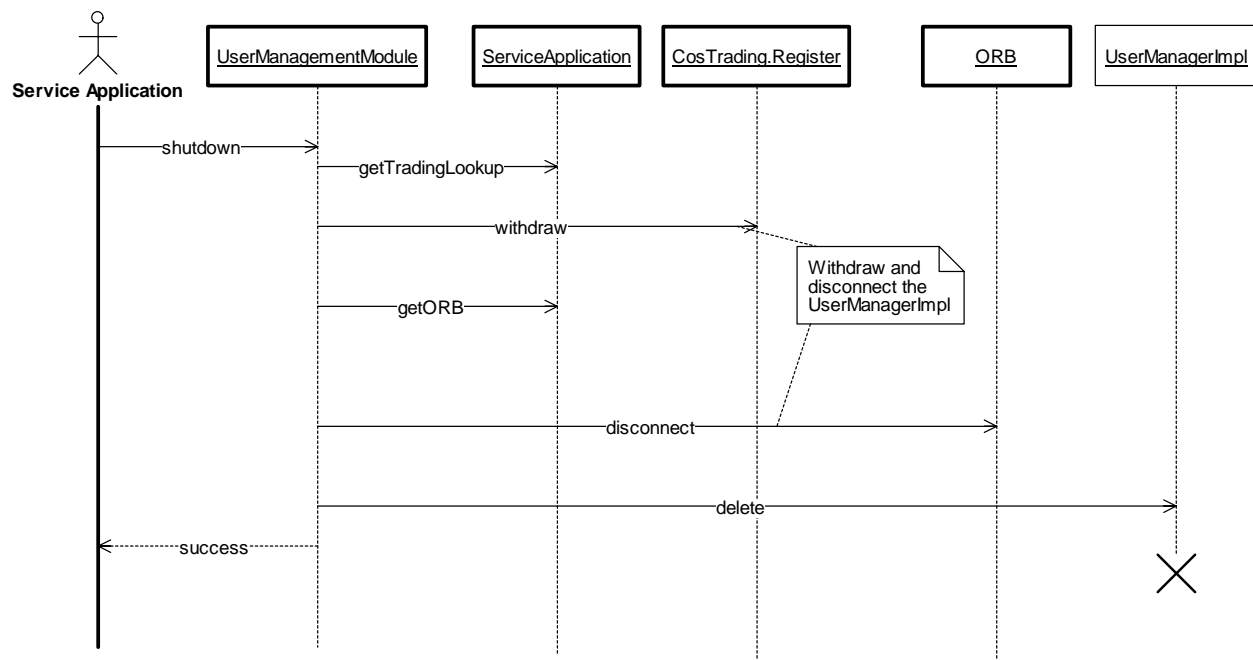 UserManagementModule
ServiceApplication
CosTrading.Register
ORB
UserManagerImpl
Service Application
shutdown
getTradingLookup
withdraw
Withdraw and
disconnect the
UserManagerImpl
getORB
disconnect
delete
success